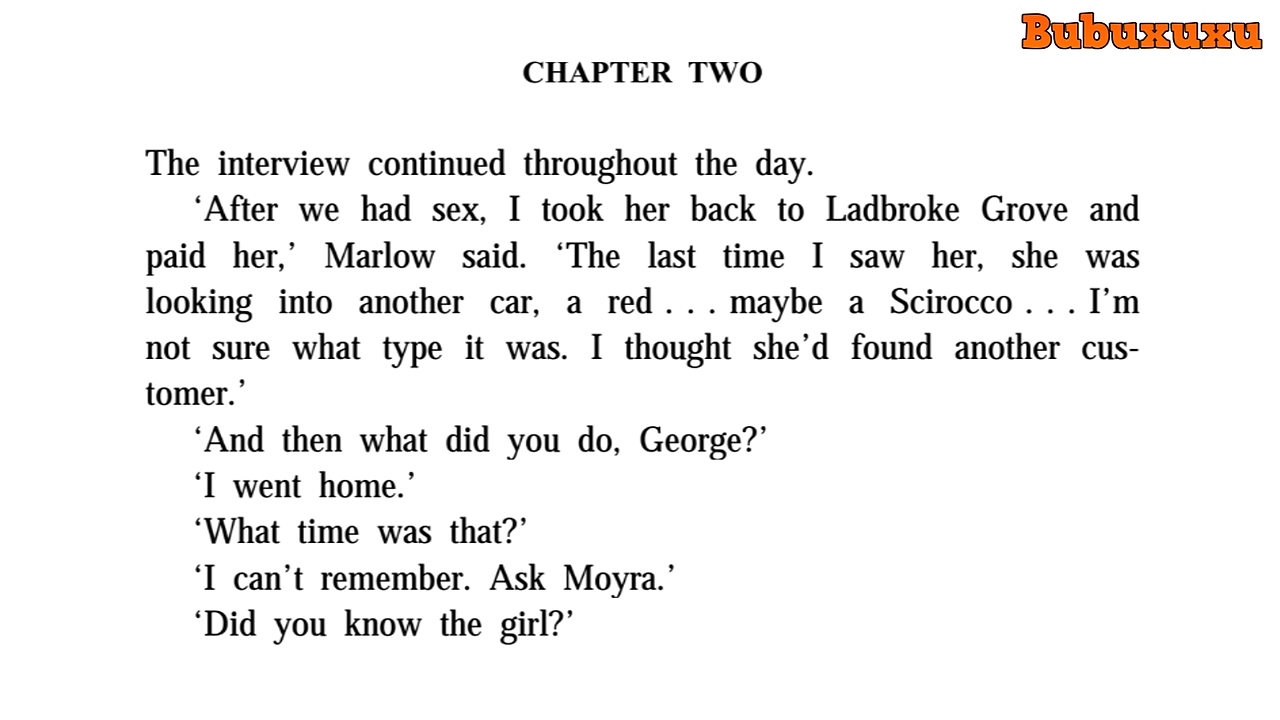 Bubuxuxu
CHAPTER TWO
The interview continued throughout the day.
‘After we had sex, I took her back to Ladbroke Grove and
paid her,’ Marlow said. ‘The last time I saw her, she was
looking into another car, a red . . . maybe a Scirocco . . . I’m
not sure what type it was. I thought she’d found another cus-
tomer.’
‘And then what did you do, George?’
‘I went home.’
‘What time was that?’
‘I can’t remember. Ask Moyra.’
‘Did you know the girl?’